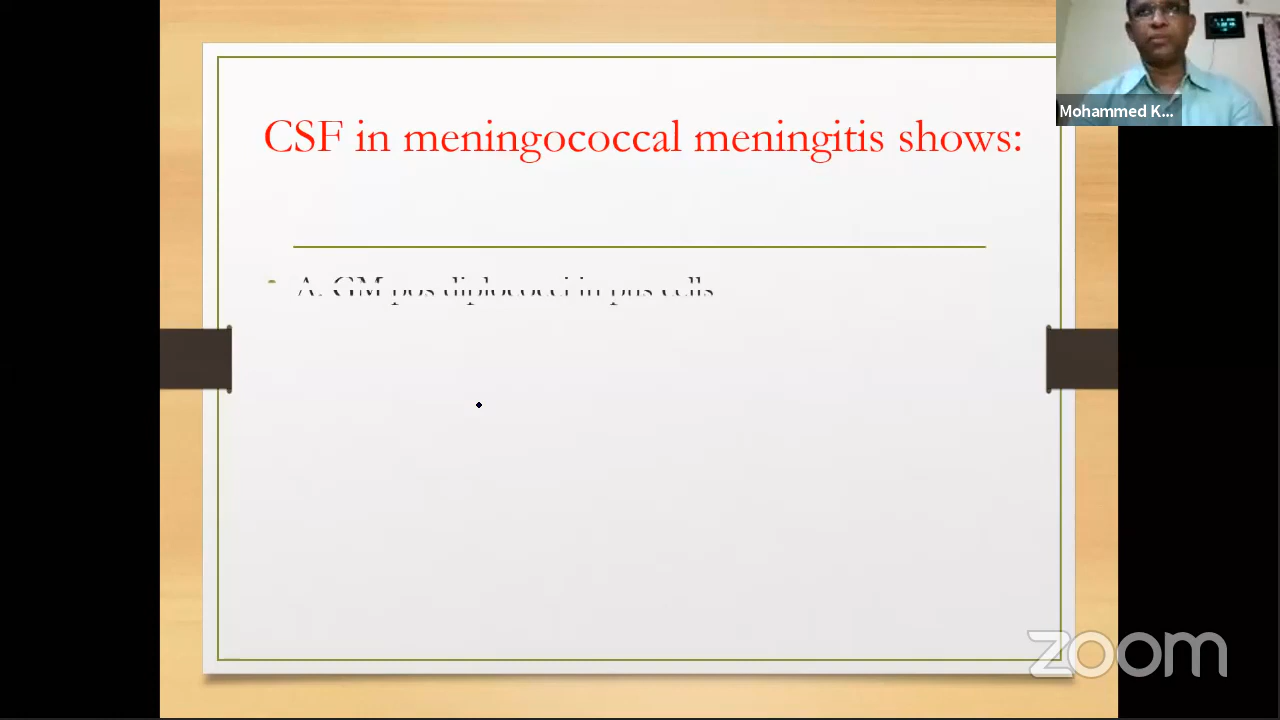 CSF in meningococcal meningitis shows:
A. GM pos diplococci in pus cells
Mohammed K...
zoom